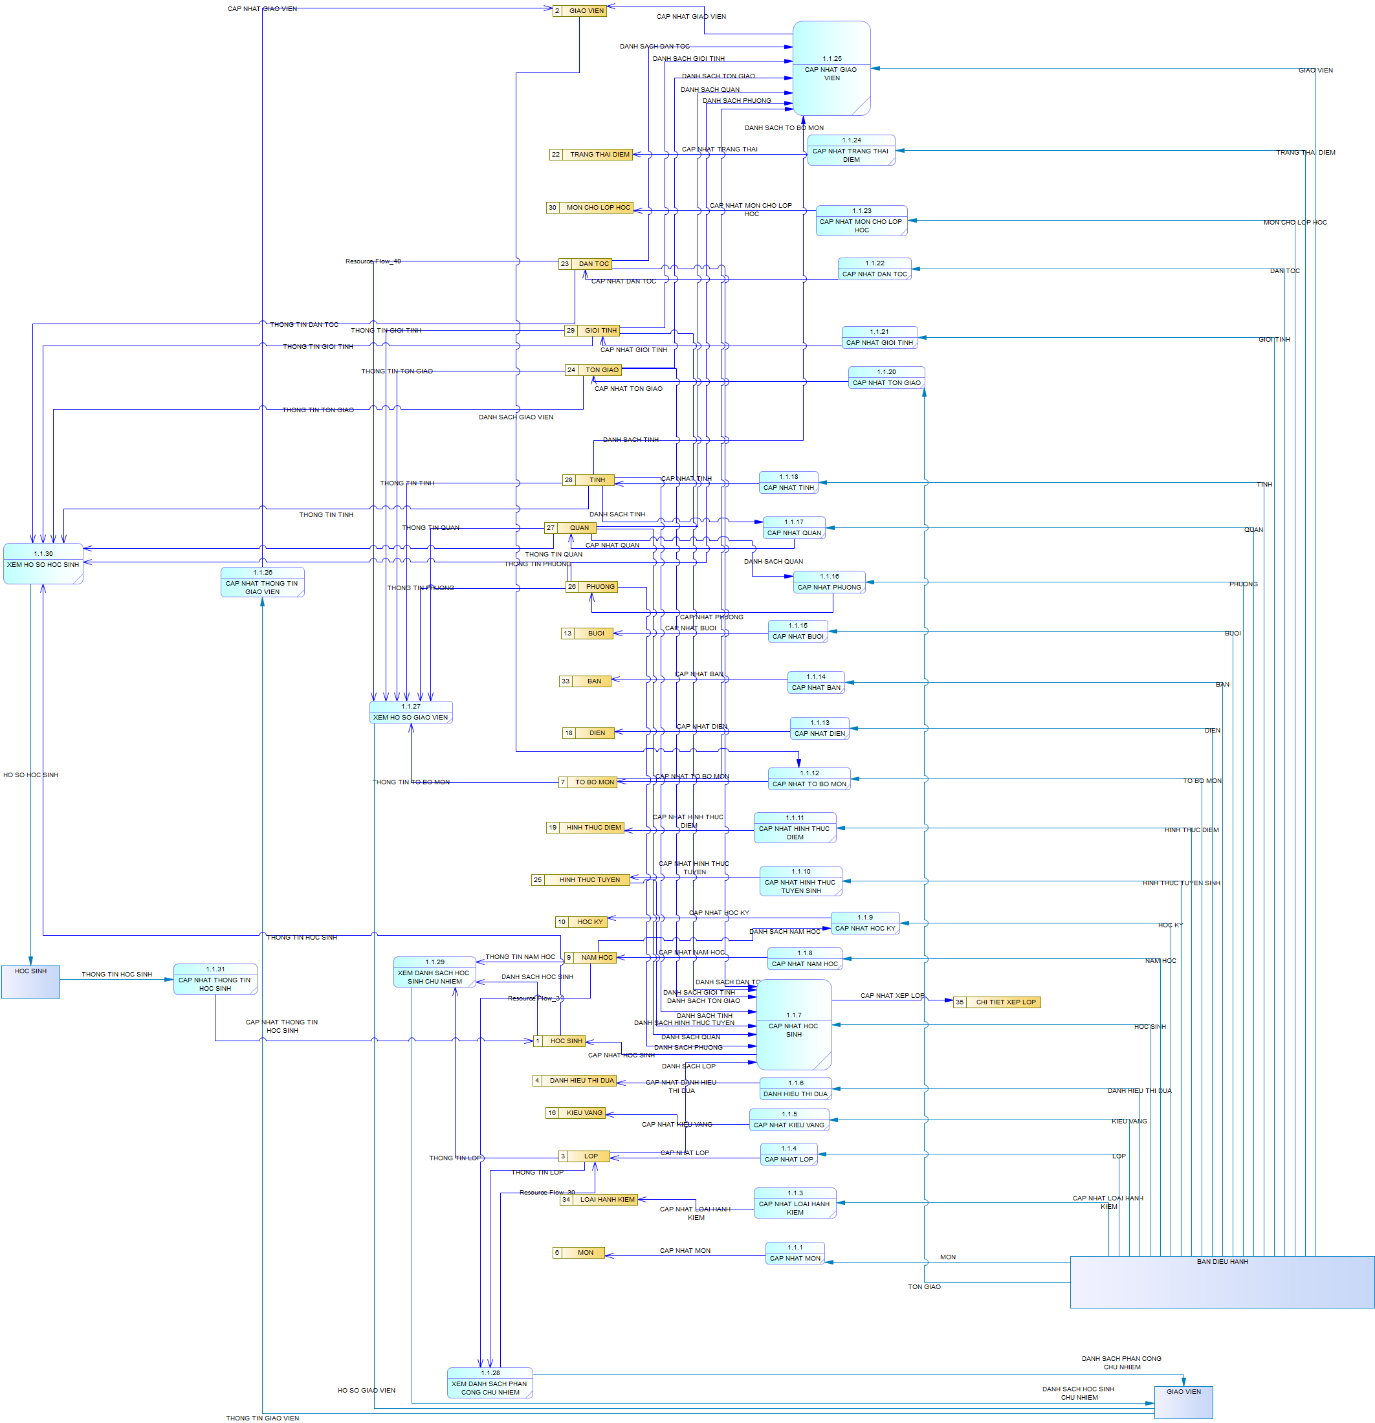 CAP NHAT GIAO VIEN
2 GIAO VIEN
CAP NHAT GIAO VIEN
DANH SACH DAN TOC
DANH SACH GIOI TINH
1.1.25
CAP NHAT GIAO
VIEN
GIAO VIEN
DANH SACH TON GIAO
DANH SACH QUAN
DANH SACH PHUONG
DANH SACH TO BO MON
22 TRANG THAI DIEM
CAP NHAT TRANG THAI
1.1.24
CAP NHAT TRANG THAI
DIEM
TRANG THAI DIEM
30 MON CHO LOP HOC
CAP NHAT MON CHO LOP
HOC
1.1.23
CAP NHAT MON CHO LOP
HOC
MON CHO LOP HOC
Resource Flow_40
23 DAN TOC
CAP NHAT DAN TOC
1.1.22
CAP NHAT DAN TOC
DAN TOC
THONG TIN DAN TOC
THONG TIN GIOI TINH
29 GIOI TINH
1.1.21
CAP NHAT GIOI TINH
GIOI TINH
THONG TIN GIOI TINH
CAP NHAT GIOI TINH
THONG TIN TON GIAO
24 TON GIAO
CAP NHAT TON GIAO
1.1.20
CAP NHAT TON GIAO
THONG TIN TON GIAO
DANH SACH GIAO VIEN
DANH SACH TINH
THONG TIN TINH
28 TINH
CAP NHAT TINH
1.1.18
CAP NHAT TINH
TINH
THONG TIN TINH
DANH SACH TINH
THONG TIN QUAN
27 QUAN
1.1.17
CAP NHAT QUAN
QUAN
CAP NHAT QUAN
THONG TIN QUAN
1.1.30
XEM HO SO HOC SINH
THONG TIN PHUONG
DANH SACH QUAN
1.1.26
CAP NHAT THONG TIN
GIAO VIEN
THONG TIN PHUONG
26 PHUONG
1.1.16
CAP NHAT PHUONG
PHUONG
CAP NHAT PHUONG
13 BUOI
CAP NHAT BUOI
1.1.15
CAP NHAT BUOI
BUOI
33 BAN
CAP NHAT BAN
1.1.14
CAP NHAT BAN
BAN
1.1.27
XEM HO SO GIAO VIEN
18 DIEN
CAP NHAT DIEN
1.1.13
CAP NHAT DIEN
DIEN
HO SO HOC SINH
THONG TIN TO BO MON
7 TO BO MON
CAP NHAT TO BO MON
1.1.12
CAP NHAT TO BO MON
TO BO MON
19 HINH THUC DIEM
CAP NHAT HINH THUC
DIEM
1.1.11
CAP NHAT HINH THUC
DIEM
HINH THUC DIEM
25 HINH THUC TUYEN
CAP NHAT HINH THUC
TUYEN
1.1.10
CAP NHAT HINH THUC
TUYEN SINH
HINH THUC TUYEN SINH
10 HOC KY
CAP NHAT HOC KY
1.1.9
CAP NHAT HOC KY
HOC KY
THONG TIN HOC SINH
DANH SACH NAM HOC
THONG TIN NAM HOC
9 NAM HOC
CAP NHAT NAM HOC
1.1.8
CAP NHAT NAM HOC
NAM HOC
HOC SINH
THONG TIN HOC SINH
1.1.31
CAP NHAT THONG TIN
HOC SINH
1.1.29
XEM DANH SACH HOC
SINH CHU NHIEM
DANH SACH HOC SINH
DANH SACH DAN TO
DANH SACH GIOI TINH
DANH SACH TON GIAO
CAP NHAT XEP LOP
35 CHI TIET XEP LOP
DANH SACH TINH
DANH SACH HINH THUC TUYEN
1.1.7
CAP NHAT HOC
SINH
HOC SINH
CAP NHAT THONG TIN
HOC SINH
1 HOC SINH
DANH SACH QUAN
DANH SACH PHUONG
CAP NHAT HOC SINH
DANH SACH LOP
4 DANH HIEU THI DUA
CAP NHAT DANH HIEU
THI DUA
1.1.6
DANH HIEU THI DUA
DANH HIEU THI DUA
16 KIEU VANG
CAP NHAT KIEU VANG
1.1.5
CAP NHAT KIEU VANG
KIEU VANG
THONG TIN LOP
3 LOP
CAP NHAT LOP
1.1.4
CAP NHAT LOP
LOP
THONG TIN LOP
Resource Flow_39
34 LOAI HANH KIEM
CAP NHAT LOAI HANH
KIEM
1.1.3
CAP NHAT LOAI HANH
KIEM
CAP NHAT LOAI HANH
KIEM
6 MON
CAP NHAT MON
1.1.1
CAP NHAT MON
MON
BAN DIEU HANH
TON GIAO
1.1.28
XEM DANH SACH PHAN
CONG CHU NHIEM
DANH SACH PHAN CONG
CHU NHIEM
HO SO GIAO VIEN
DANH SACH HOC SINH
CHU NHIEM
GIAO VIEN
THONG TIN GIAO VIEN